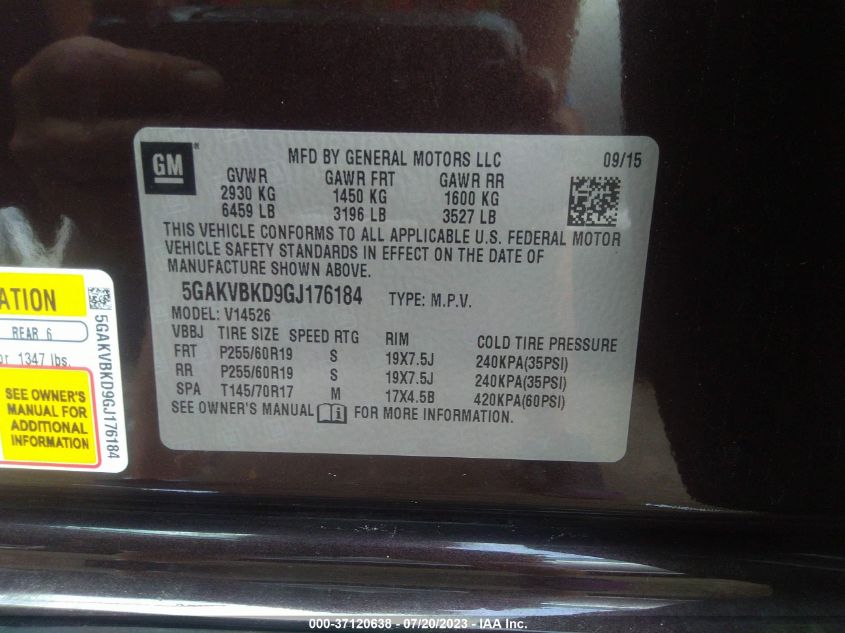 GM
MFD BY GENERAL MOTORS LLC 09/15
GVWR GAWR FRT GAWR RR
2930 KG 1450 KG 1600 KG
6459 LB 3196 LB 3527 LB
THIS VEHICLE CONFORMS TO ALL APPLICABLE U.S. FEDERAL MOTOR
VEHICLE SAFETY STANDARDS IN EFFECT ON THE DATE OF
MANUFACTURE SHOWN ABOVE.
5GAKVBKD9GJ176184 TYPE: M.P.V.
MODEL: V14526
VBBJ TIRE SIZE SPEED RTG RIM COLD TIRE PRESSURE
FRT P255/60R19 S 19X7.5J 240KPA(35PSI)
RR P255/60R19 S 19X7.5J 240KPA(35PSI)
SPA T145/70R17 M 17X4.5B 420KPA(60PSI)
SEE OWNER'S MANUAL FOR MORE INFORMATION.
ATION
REAR 6
or 1347 lbs.
SEE OWNER'S
MANUAL FOR
ADDITIONAL
INFORMATION
5GAKVBKD9GJ176184
000-37120638 - 07/20/2023 - IAA Inc.